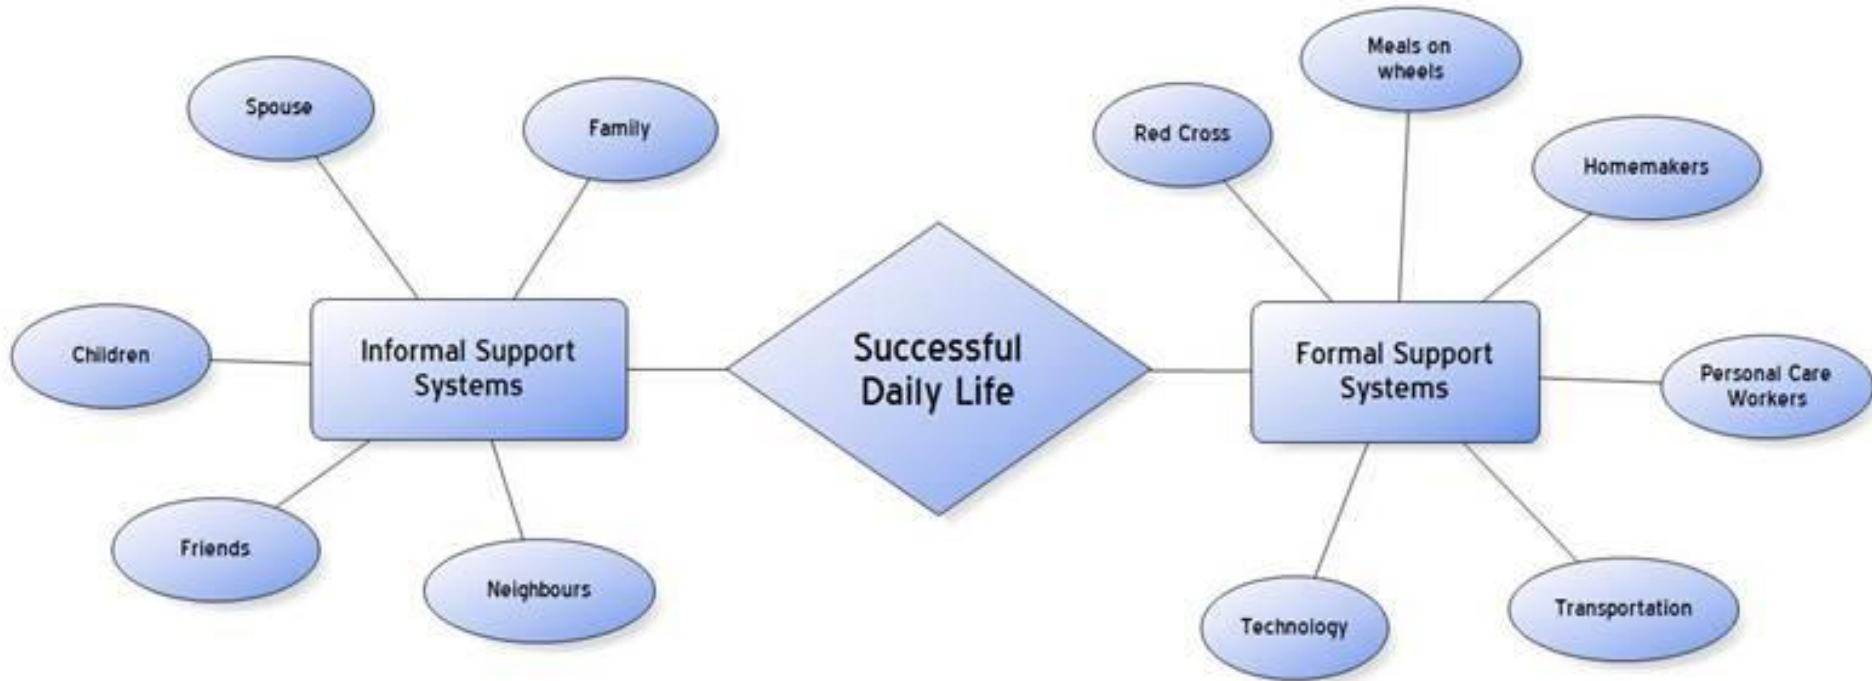 Spouse
Family
Children
Informal Support
Systems
Friends
Neighbours
Successful
Daily Life
Meals on
wheels
Red Cross
Homemakers
Formal Support
Systems
Personal Care
Workers
Technology
Transportation